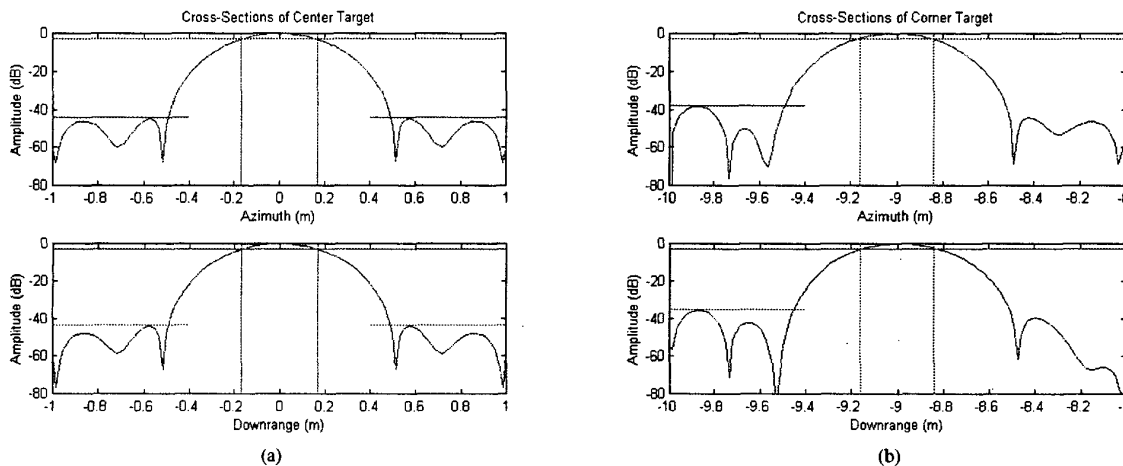 Cross-Sections of Center Target
0
-20
-40
-60
-80
Amplitude (dB)
-1 -0.8 -0.6 -0.4 -0.2 0 0.2 0.4 0.6 0.8 1
Azimuth (m)
0
-20
-40
-60
-80
Amplitude (dB)
-1 -0.8 -0.6 -0.4 -0.2 0 0.2 0.4 0.6 0.8 1
Downrange (m)
(a)
Cross-Sections of Corner Target
0
-20
-40
-60
-80
Amplitude (dB)
-10 -9.8 -9.6 -9.4 -9.2 -9 -8.8 -8.6 -8.4 -8.2
Azimuth (m)
0
-20
-40
-60
-80
Amplitude (dB)
-10 -9.8 -9.6 -9.4 -9.2 -9 -8.8 -8.6 -8.4 -8.2
Downrange (m)
(b)